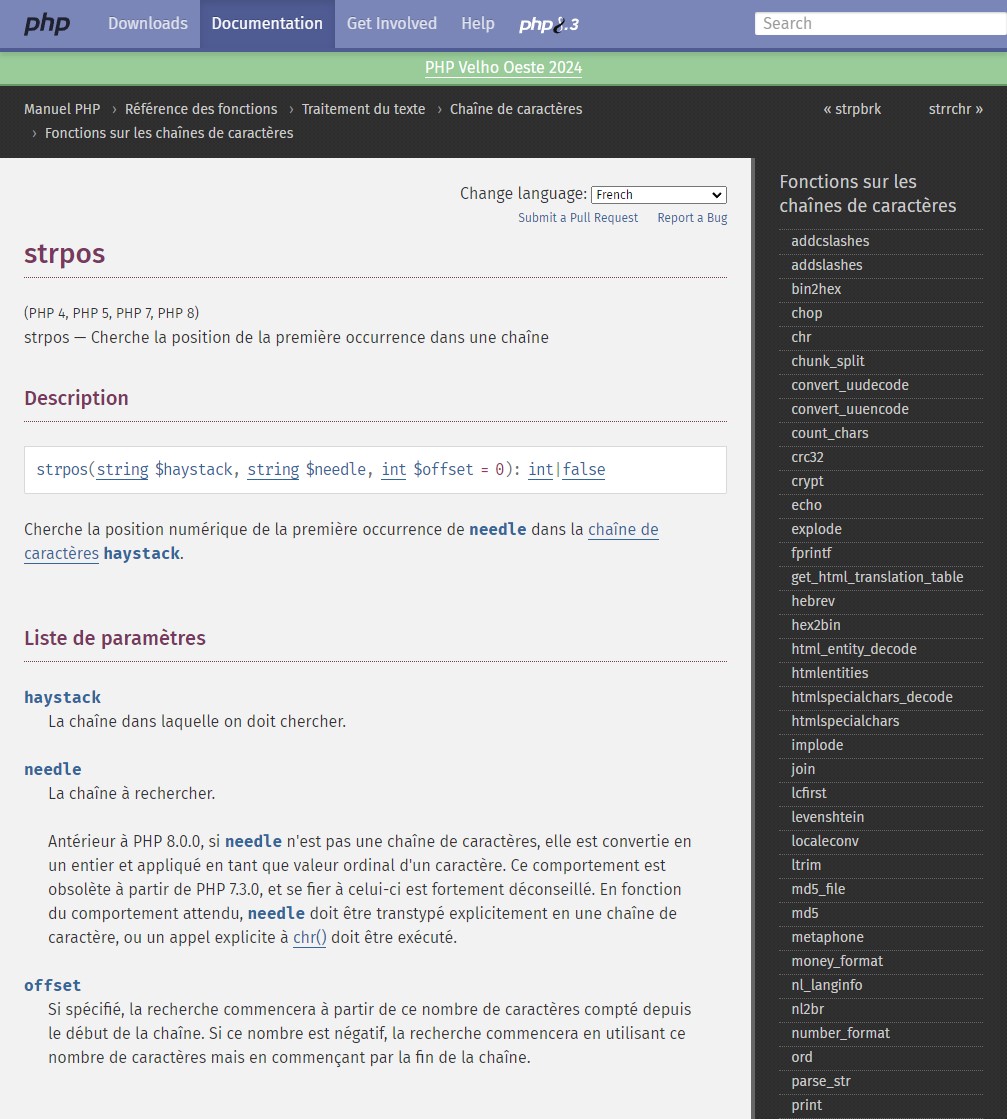 php Downloads Documentation Get Involved Help php8.3 Search
PHP Velho Oeste 2024
Manuel PHP › Référence des fonctions › Traitement du texte › Chaîne de caractères « strpbrk strrchr »
› Fonctions sur les chaînes de caractères
Change language: French
Submit a Pull Request Report a Bug
strpos
(PHP 4, PHP 5, PHP 7, PHP 8)
strpos — Cherche la position de la première occurrence dans une chaîne
Description
strpos(string $haystack, string $needle, int $offset = 0): int|false
Cherche la position numérique de la première occurrence de needle dans la chaîne de
caractères haystack.
Liste de paramètres
haystack
La chaîne dans laquelle on doit chercher.
needle
La chaîne à rechercher.
Antérieur à PHP 8.0.0, si needle n'est pas une chaîne de caractères, elle est convertie en
un entier et appliqué en tant que valeur ordinal d'un caractère. Ce comportement est
obsolète à partir de PHP 7.3.0, et se fier à celui-ci est fortement déconseillé. En fonction
du comportement attendu, needle doit être transtypé explicitement en une chaîne de
caractère, ou un appel explicite à chr() doit être exécuté.
offset
Si spécifié, la recherche commencera à partir de ce nombre de caractères compté depuis
le début de la chaîne. Si ce nombre est négatif, la recherche commencera en utilisant ce
nombre de caractères mais en commençant par la fin de la chaîne.
Fonctions sur les
chaînes de caractères
addcslashes
addslashes
bin2hex
chop
chr
chunk_split
convert_uudecode
convert_uuencode
count_chars
crc32
crypt
echo
explode
fprintf
get_html_translation_table
hebrev
hex2bin
html_entity_decode
htmlentities
htmlspecialchars_decode
htmlspecialchars
implode
join
lcfirst
levenshtein
localeconv
ltrim
md5_file
md5
metaphone
money_format
nl_langinfo
nl2br
number_format
ord
parse_str
print